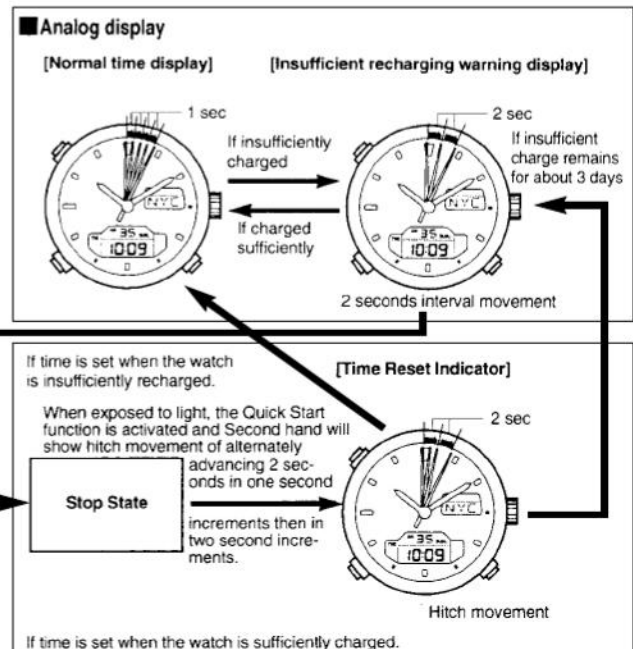 ■Analog display
[Normal time display]
[Insufficient recharging warning display]
1 sec
2 sec
If insufficiently
charged
If insufficient
charge remains
for about 3 days
If charged
sufficiently
NYC
35
10:09
NYC
35
10:09
2 seconds interval movement
If time is set when the watch
is insufficiently recharged.
[Time Reset Indicator]
When exposed to light, the Quick Start
function is activated and Second hand will
show hitch movement of alternately
advancing 2 sec-
onds in one second
increments then in
two second incre-
ments.
Stop State
2 sec
NYC
35
10:09
Hitch movement
If time is set when the watch is sufficiently charged.